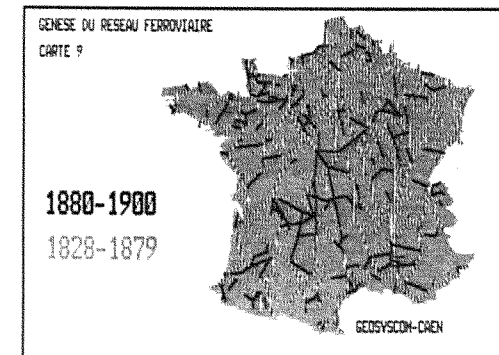 GENESE DU RESEAU FERROVIAIRE
CARTE 9
1880-1900
1828-1879
GEOSYSCOM-CAEN